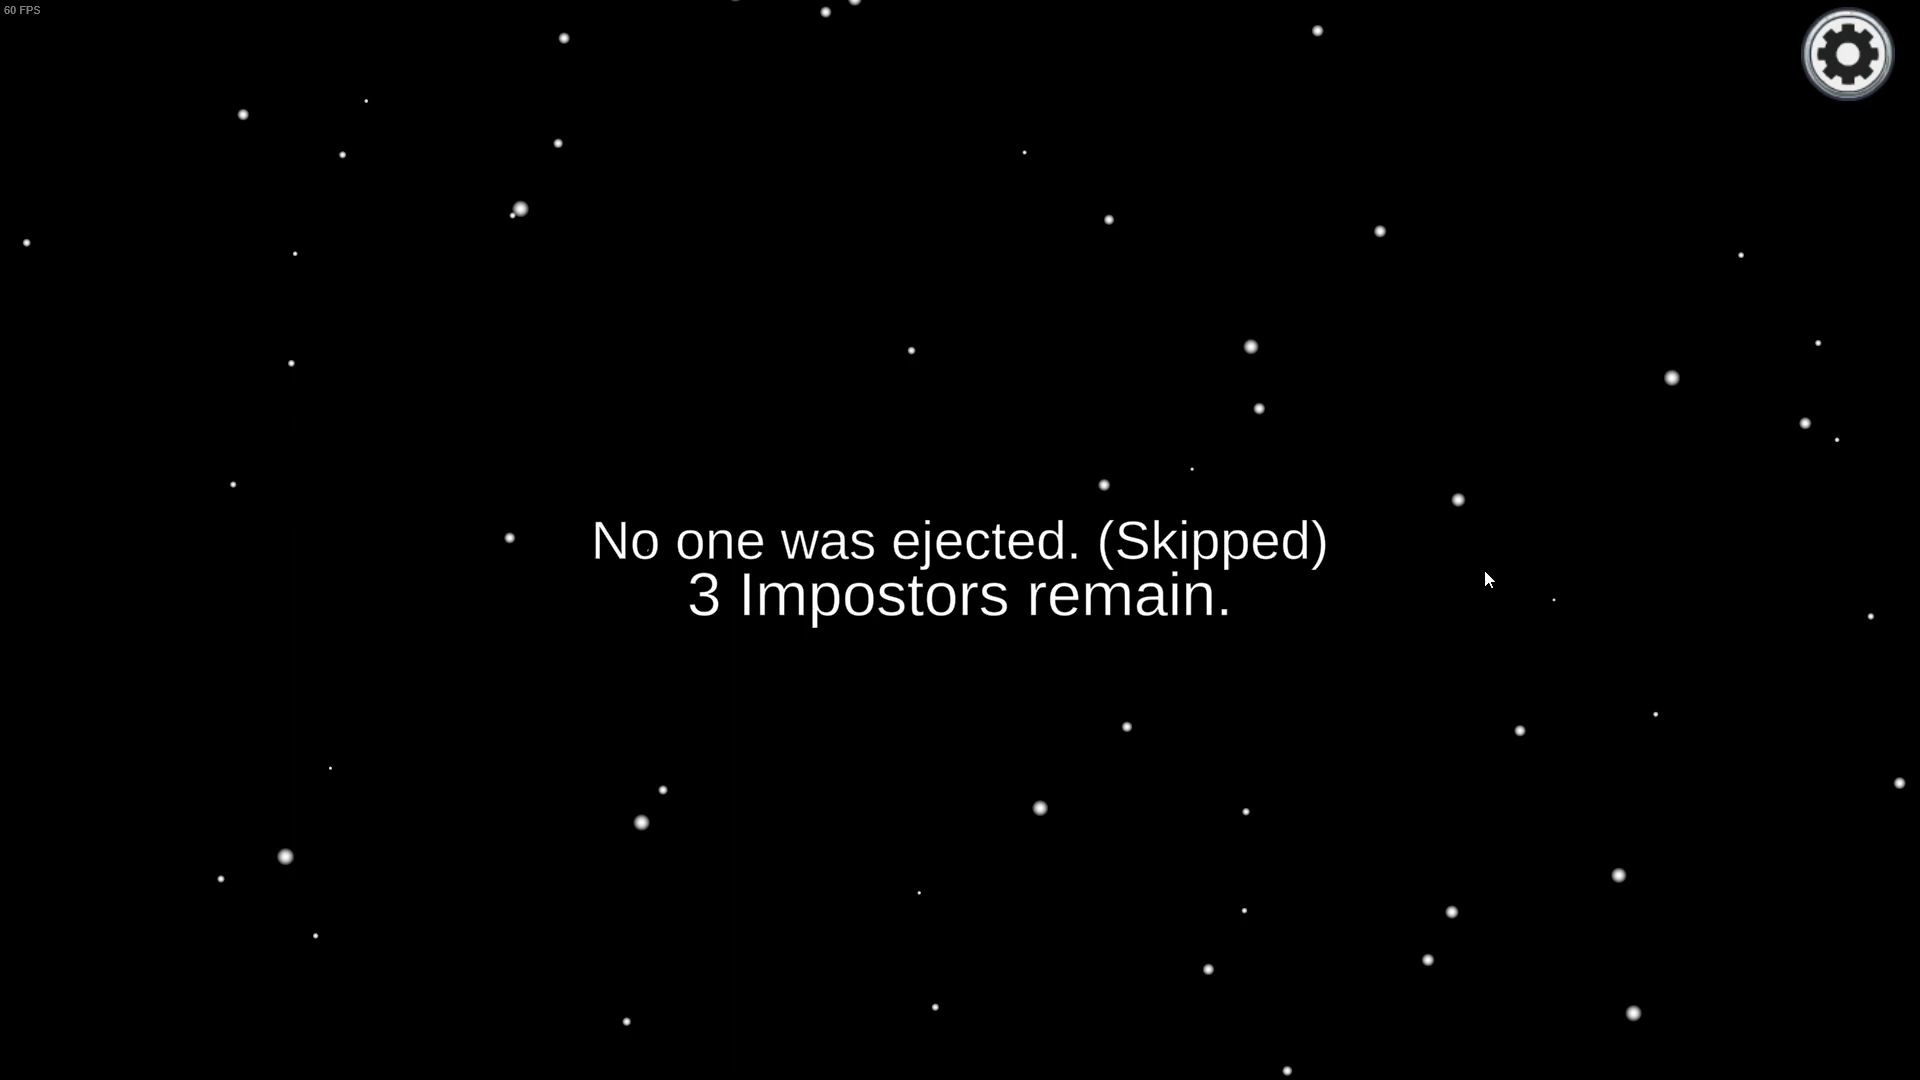 60 FPS
No one was ejected. (Skipped)
3 Impostors remain.